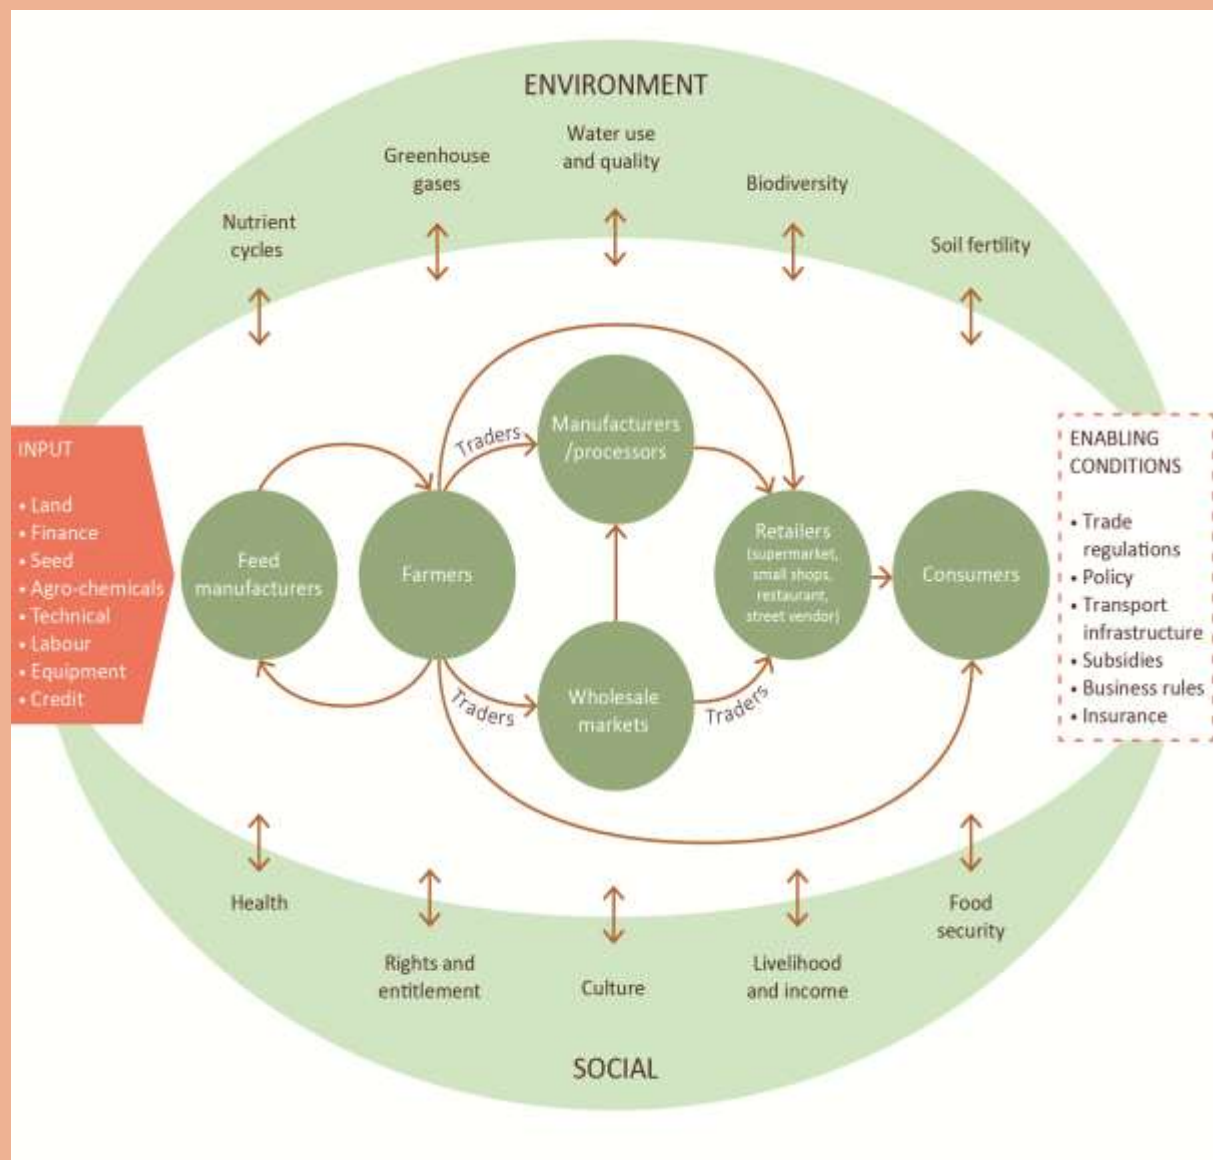 ENVIRONMENT
Water use
and quality
Greenhouse
gases
Biodiversity
Nutrient
cycles
Soil fertility
INPUT
• Land
• Finance
• Seed
• Agro-chemicals
• Technical
• Labour
• Equipment
• Credit
Feed
manufacturers
Farmers
Traders
Manufacturers
/processors
Traders
Wholesale
markets
Traders
Retailers
(supermarket,
small shops,
restaurant,
street vendor)
Consumers
ENABLING
CONDITIONS
• Trade
regulations
• Policy
• Transport
infrastructure
• Subsidies
• Business rules
• Insurance
Health
Rights and
entitlement
Culture
Livelihood
and income
Food
security
SOCIAL